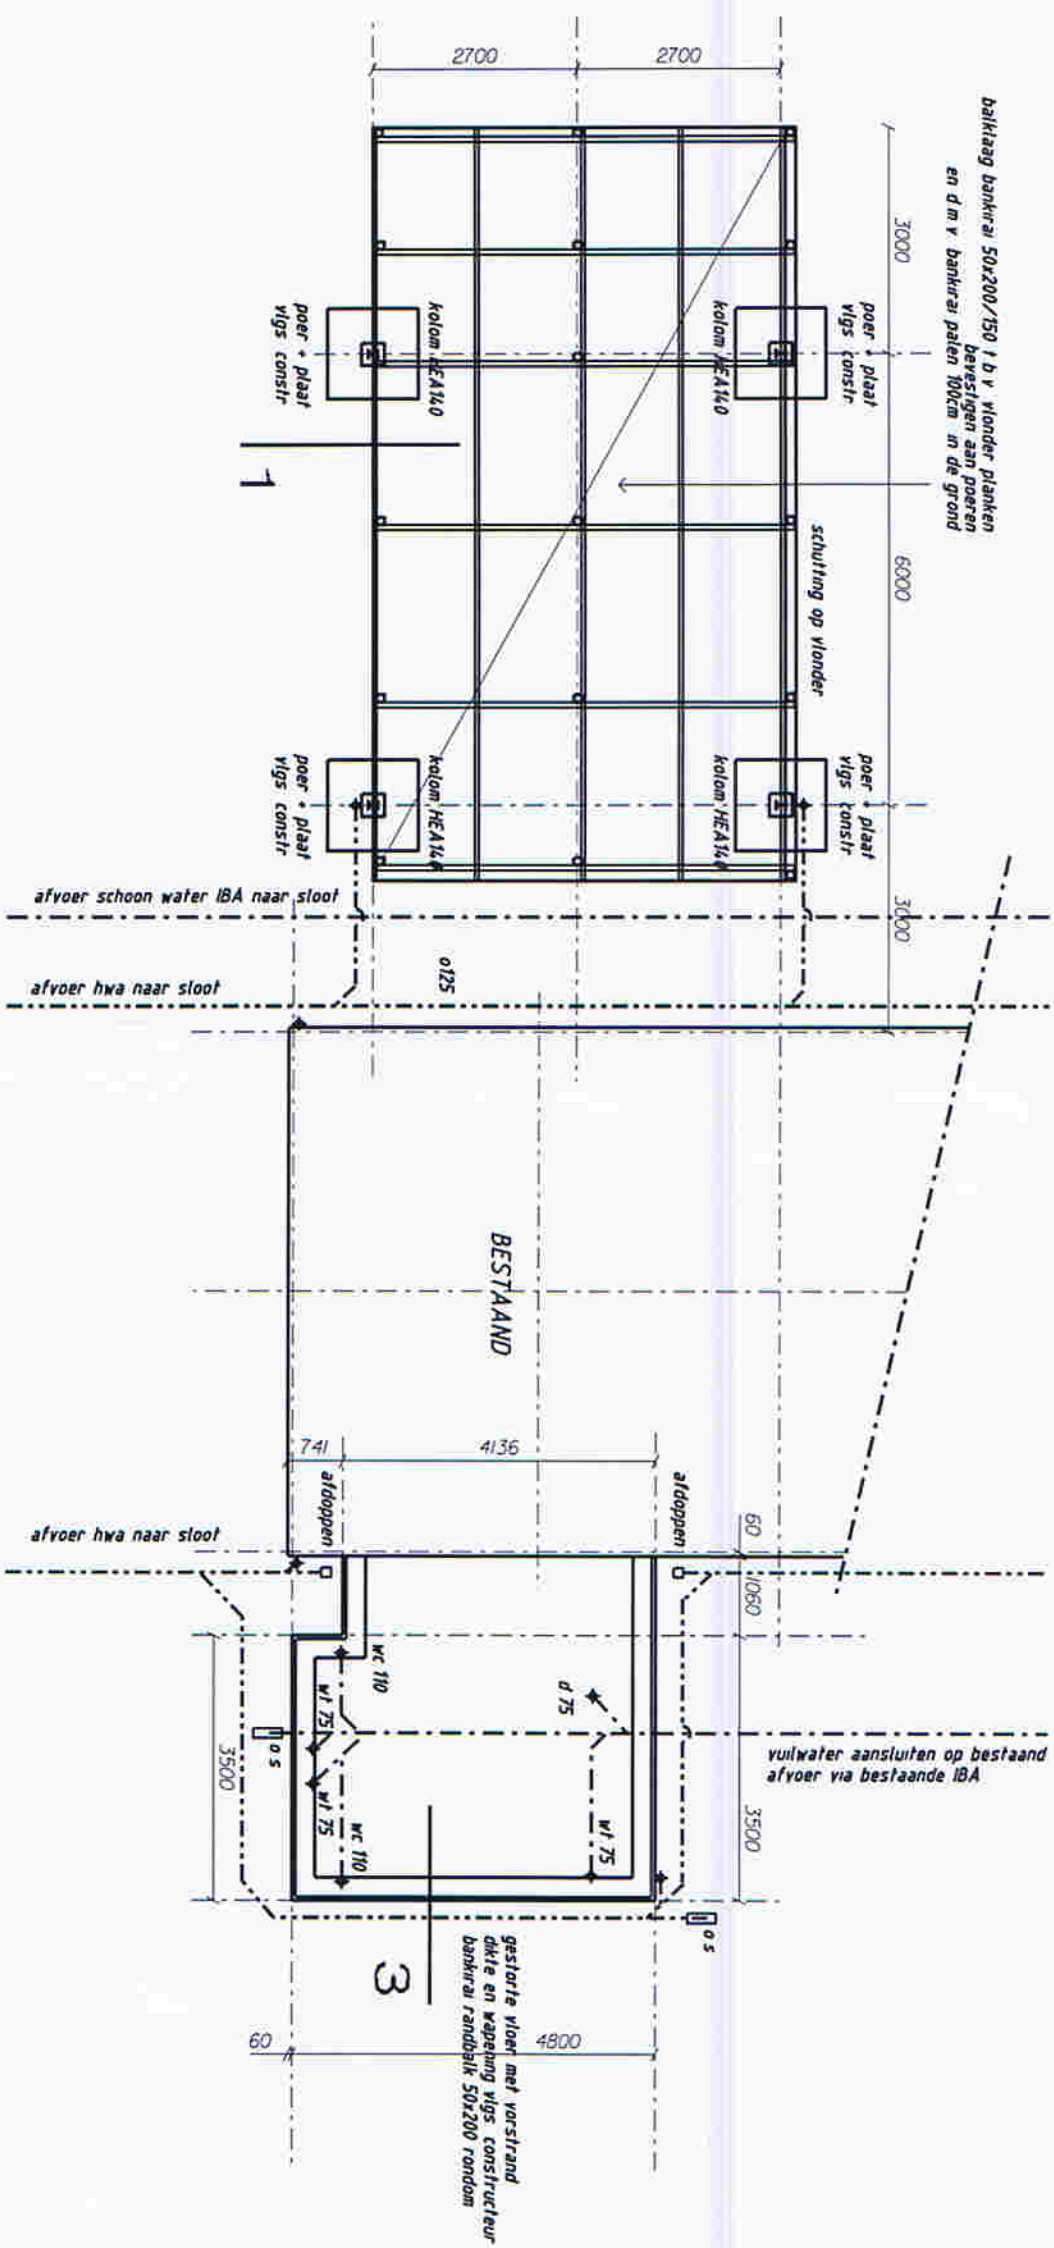 2700
2700
balklaag bankirai 50x200/150 t b v vlonder planken
bevestigen aan poeren
en d m v bankirai palen 100cm in de grond
3000
6000
3000
poer + plaat
vlgs constr
kolom HEA140
poer + plaat
vlgs constr
kolom HEA140
schutting op vlonder
1
poer + plaat
vlgs constr
kolom HEA140
poer + plaat
vlgs constr
kolom HEA140
afvoer schoon water IBA naar sloot
ø125
afvoer hwa naar sloot
BESTAAND
741
4136
afdoppen
afdoppen
60
1060
afvoer hwa naar sloot
wc 110
wt 75
d 75
o s
vuilwater aansluiten op bestaand
afvoer via bestaande IBA
3500
wt 75
wc 110
wt 75
3500
o s
3
gestorte vloer met vorstrand
dikte en wapening vlgs constructeur
bankirai randbalk 50x200 rondom
60
4800